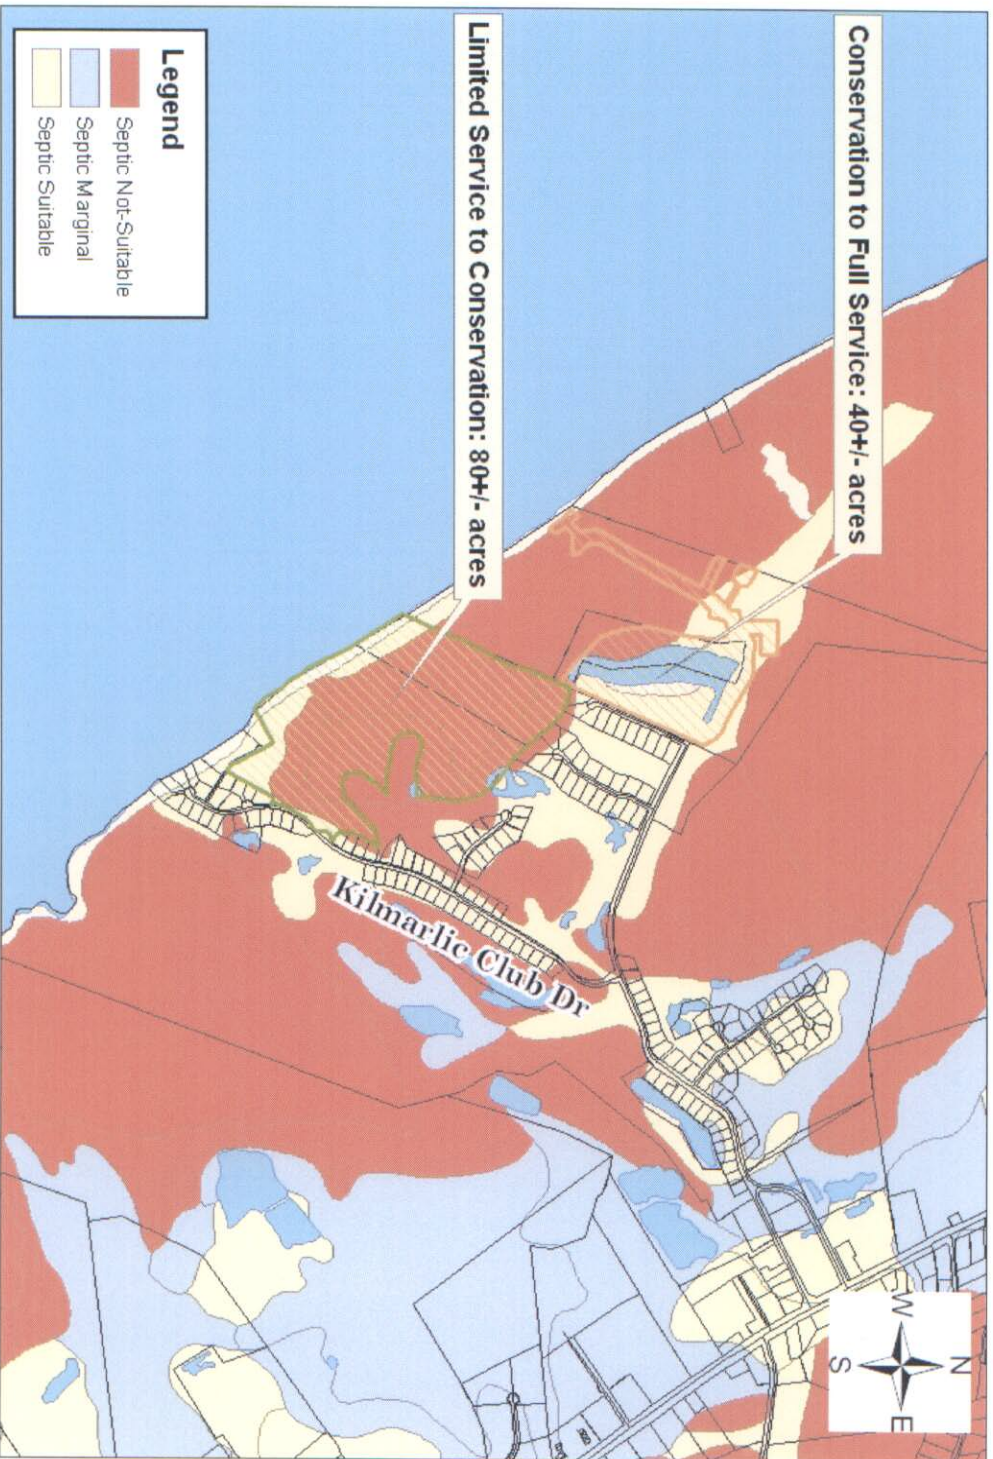 Conservation to Full Service: 40+/- acres
Limited Service to Conservation: 80+/- acres
Kilmarlic Club Dr
Legend
Septic Not-Suitable
Septic Marginal
Septic Suitable
N
W
E
S